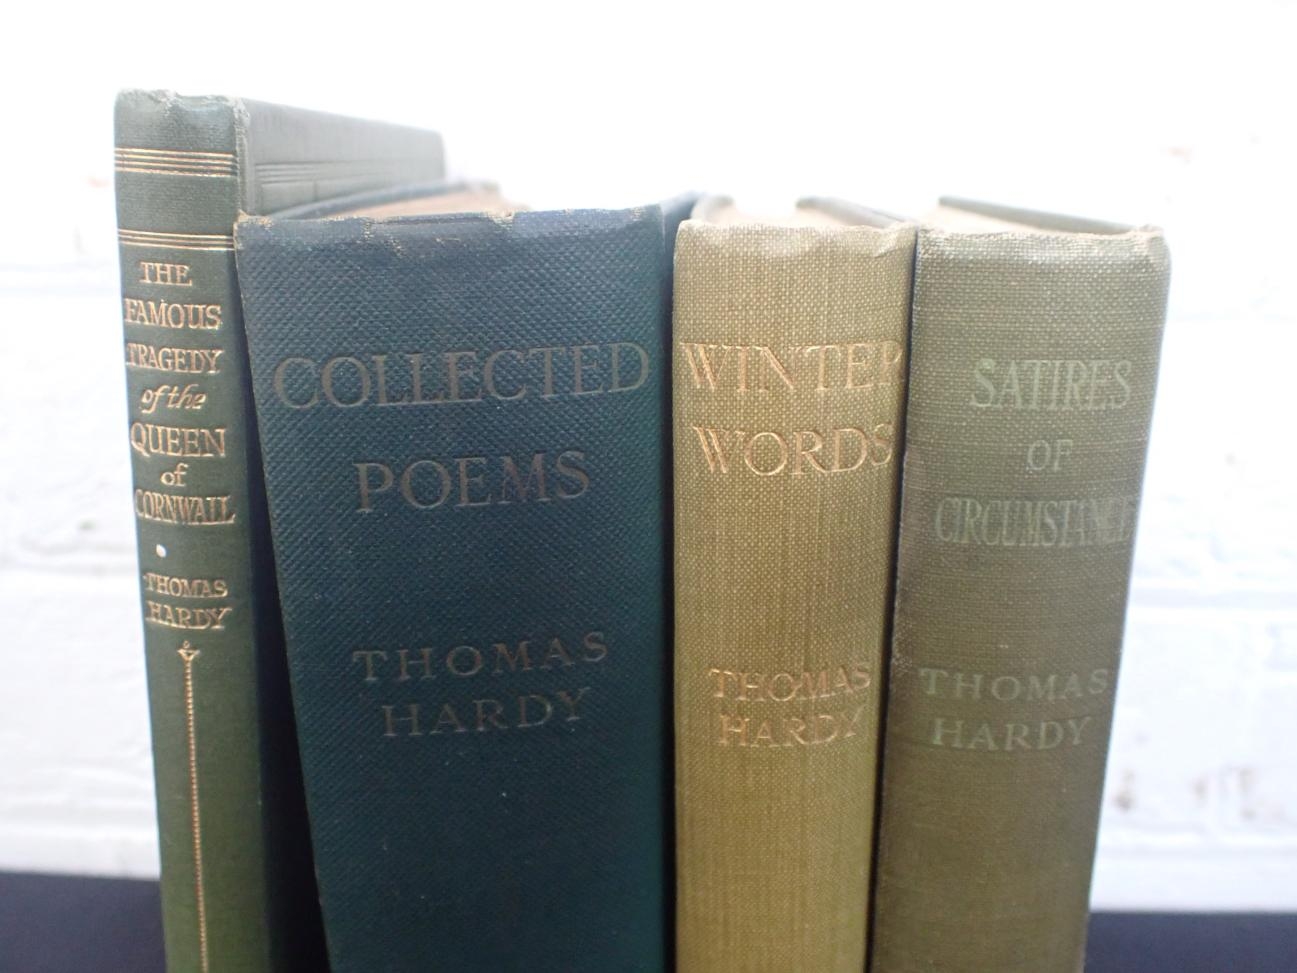 THE
FAMOUS
TRAGEDY
of the
QUEEN
of
CORNWALL
THOMAS
HARDY
COLLECTED
POEMS
THOMAS
HARDY
WINTER
WORDS
THOMAS
HARDY
SATIRES
OF
CIRCUMSTANCE
THOMAS
HARDY